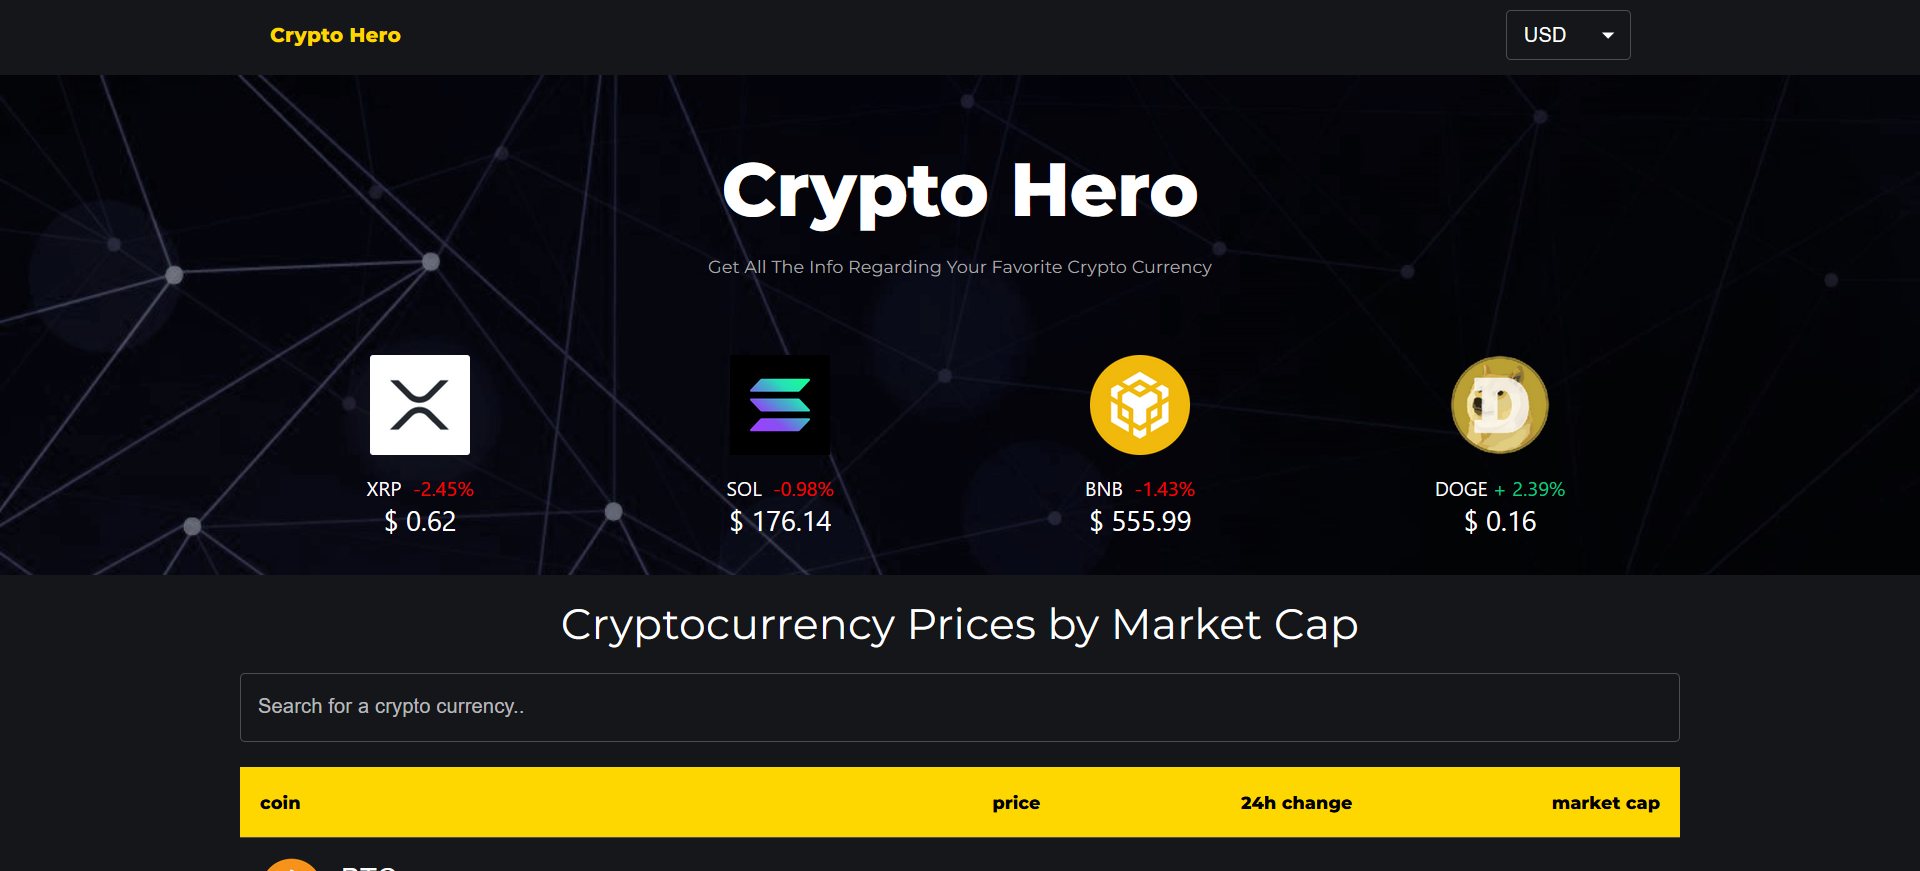 Crypto Hero
USD
Crypto Hero
Get All The Info Regarding Your Favorite Crypto Currency
XRP -2.45%
$ 0.62
SOL -0.98%
$ 176.14
BNB -1.43%
$ 555.99
DOGE + 2.39%
$ 0.16
Cryptocurrency Prices by Market Cap
Search for a crypto currency..
coin price 24h change market cap